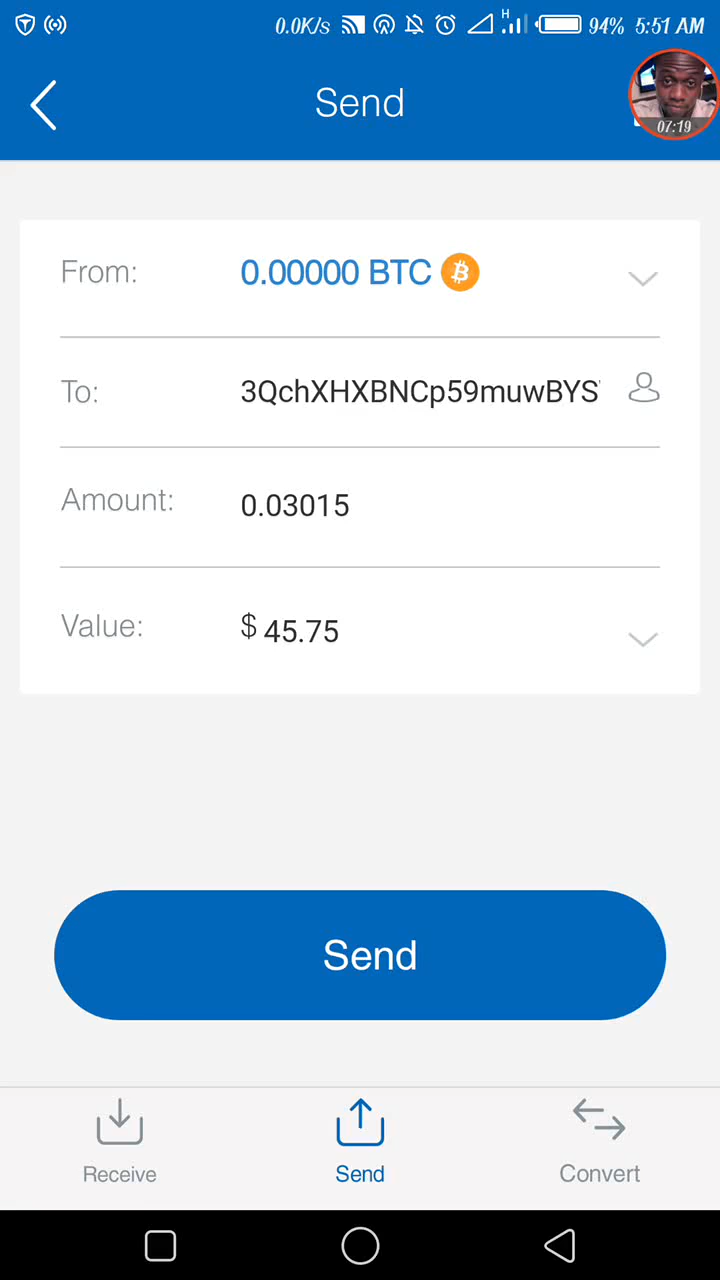 0.0K/s H 94% 5:51 AM
Send
07:19
From: 0.00000 BTC
To: 3QchXHXBNCp59muwBYS
Amount: 0.03015
Value: $ 45.75
Send
Receive Send Convert